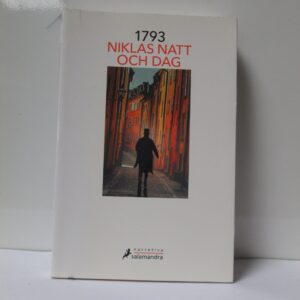 1793
NIKLAS NATT
OCH DAG
narrativa
salamandra